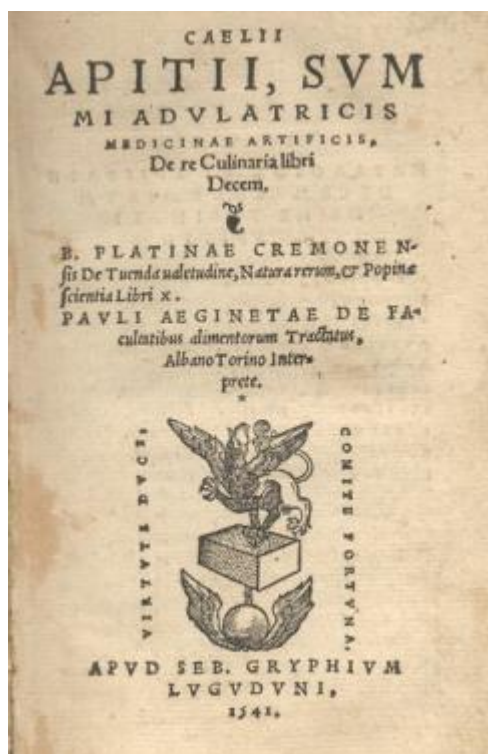 CAELII
APITII, SVM
MI ADVLATRICIS
MEDICINAE ARTIFICIS,
De re Culinaria libri
Decem.
B. PLATINAE CREMONEN-
sis De Tuenda ualetudine, Natura rerum, & Popinæ
scientia Libri x.
PAVLI AEGINETAE DE FA-
cultatibus alimentorum Tractatus,
Albano Torino Inter-
prete.
*
VIRTVTE DVCE,
COMITE FORTVNA.
APVD SEB. GRYPHIVM
LVGVDVNI,
1541.